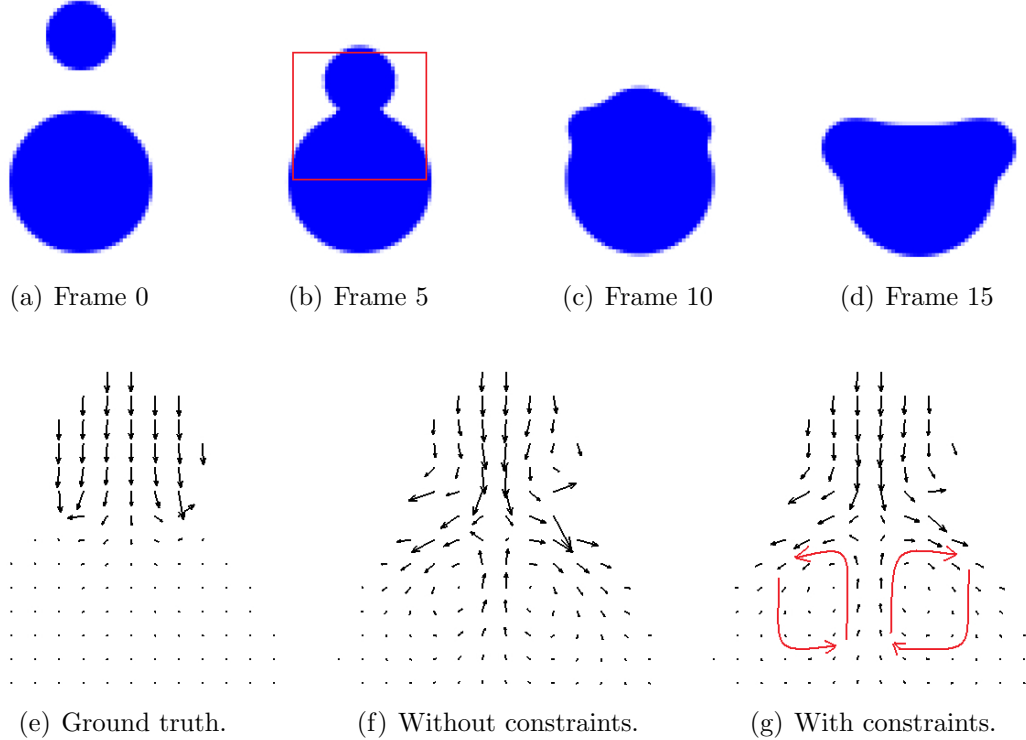 (a) Frame 0
(b) Frame 5
(c) Frame 10
(d) Frame 15
(e) Ground truth.
(f) Without constraints.
(g) With constraints.